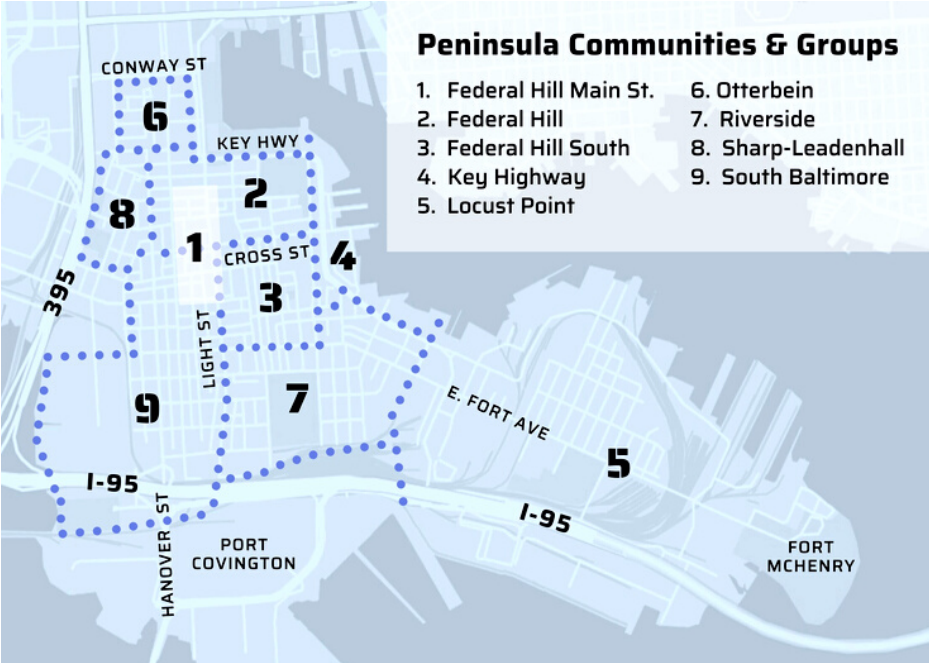 Peninsula Communities & Groups
1. Federal Hill Main St.
2. Federal Hill
3. Federal Hill South
4. Key Highway
5. Locust Point
6. Otterbein
7. Riverside
8. Sharp-Leadenhall
9. South Baltimore
CONWAY ST
6
KEY HWY
2
8
1
CROSS ST
4
395
3
LIGHT ST
7
9
E. FORT AVE
5
I-95
HANOVER ST
I-95
PORT
COVINGTON
FORT
MCHENRY